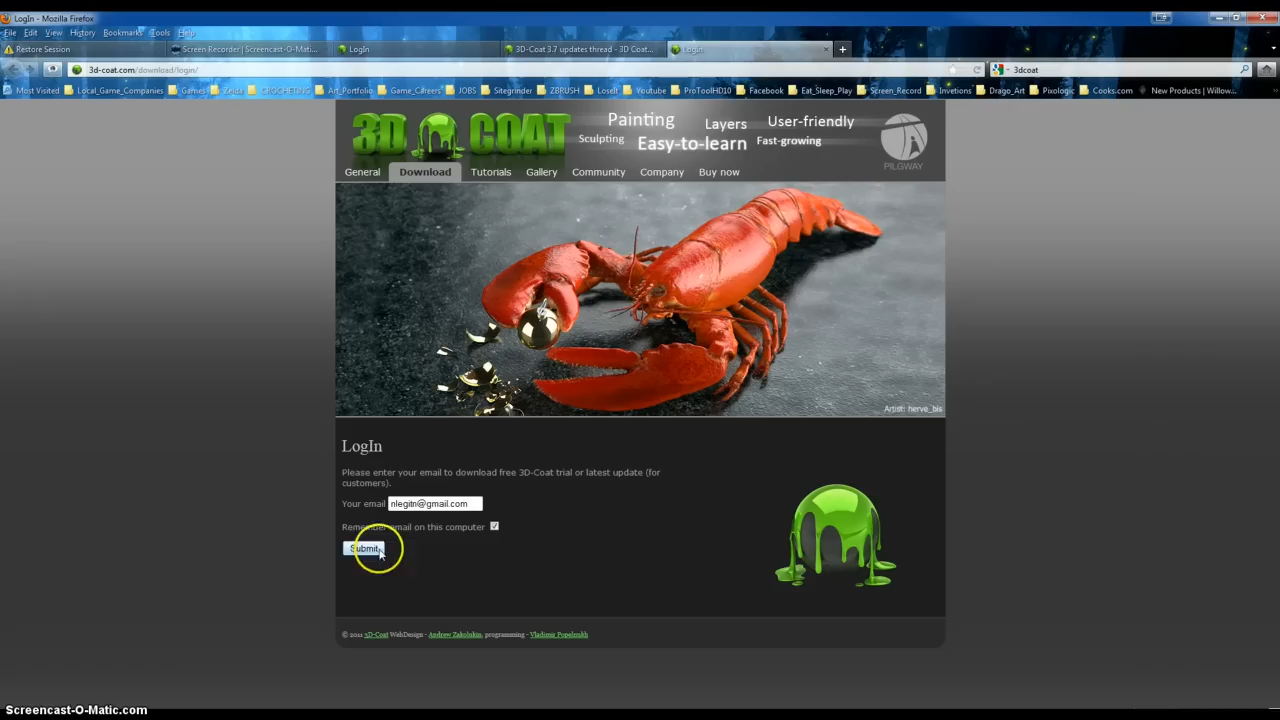 LogIn - Mozilla Firefox
File Edit View History Bookmarks Tools Help
Restore Session
Screen Recorder | Screencast-O-Mati...
LogIn
3D-Coat 3.7 updates thread - 3D Coat...
LogIn
3d-coat.com/download/login/
3dcoat
Most Visited Local_Game_Companies Games Zelda CROCHETING Art_Portfolio Game_Careers JOBS Sitegrinder ZBRUSH LoseIt Youtube ProToolHD10 Facebook Eat_Sleep_Play Screen_Record Invetions Drago_Art Pixologic Cooks.com New Products | Willow...
3D COAT
Painting Layers User-friendly
Sculpting Easy-to-learn Fast-growing
PILGWAY
General Download Tutorials Gallery Community Company Buy now
Artist: herve_bis
LogIn
Please enter your email to download free 3D-Coat trial or latest update (for
customers).
Your email nlegitn@gmail.com
Remember email on this computer
Submit
© 2011 3D-Coat WebDesign - Andrew Zakolukin, programming - Vladimir Popelnukh
Screencast-O-Matic.com